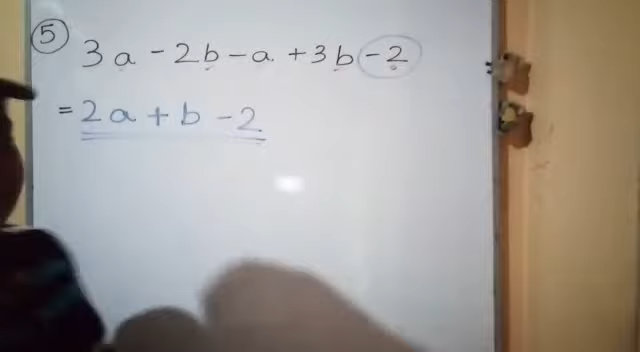 ⑤ 3a - 2b - a + 3b - 2
= 2a + b - 2